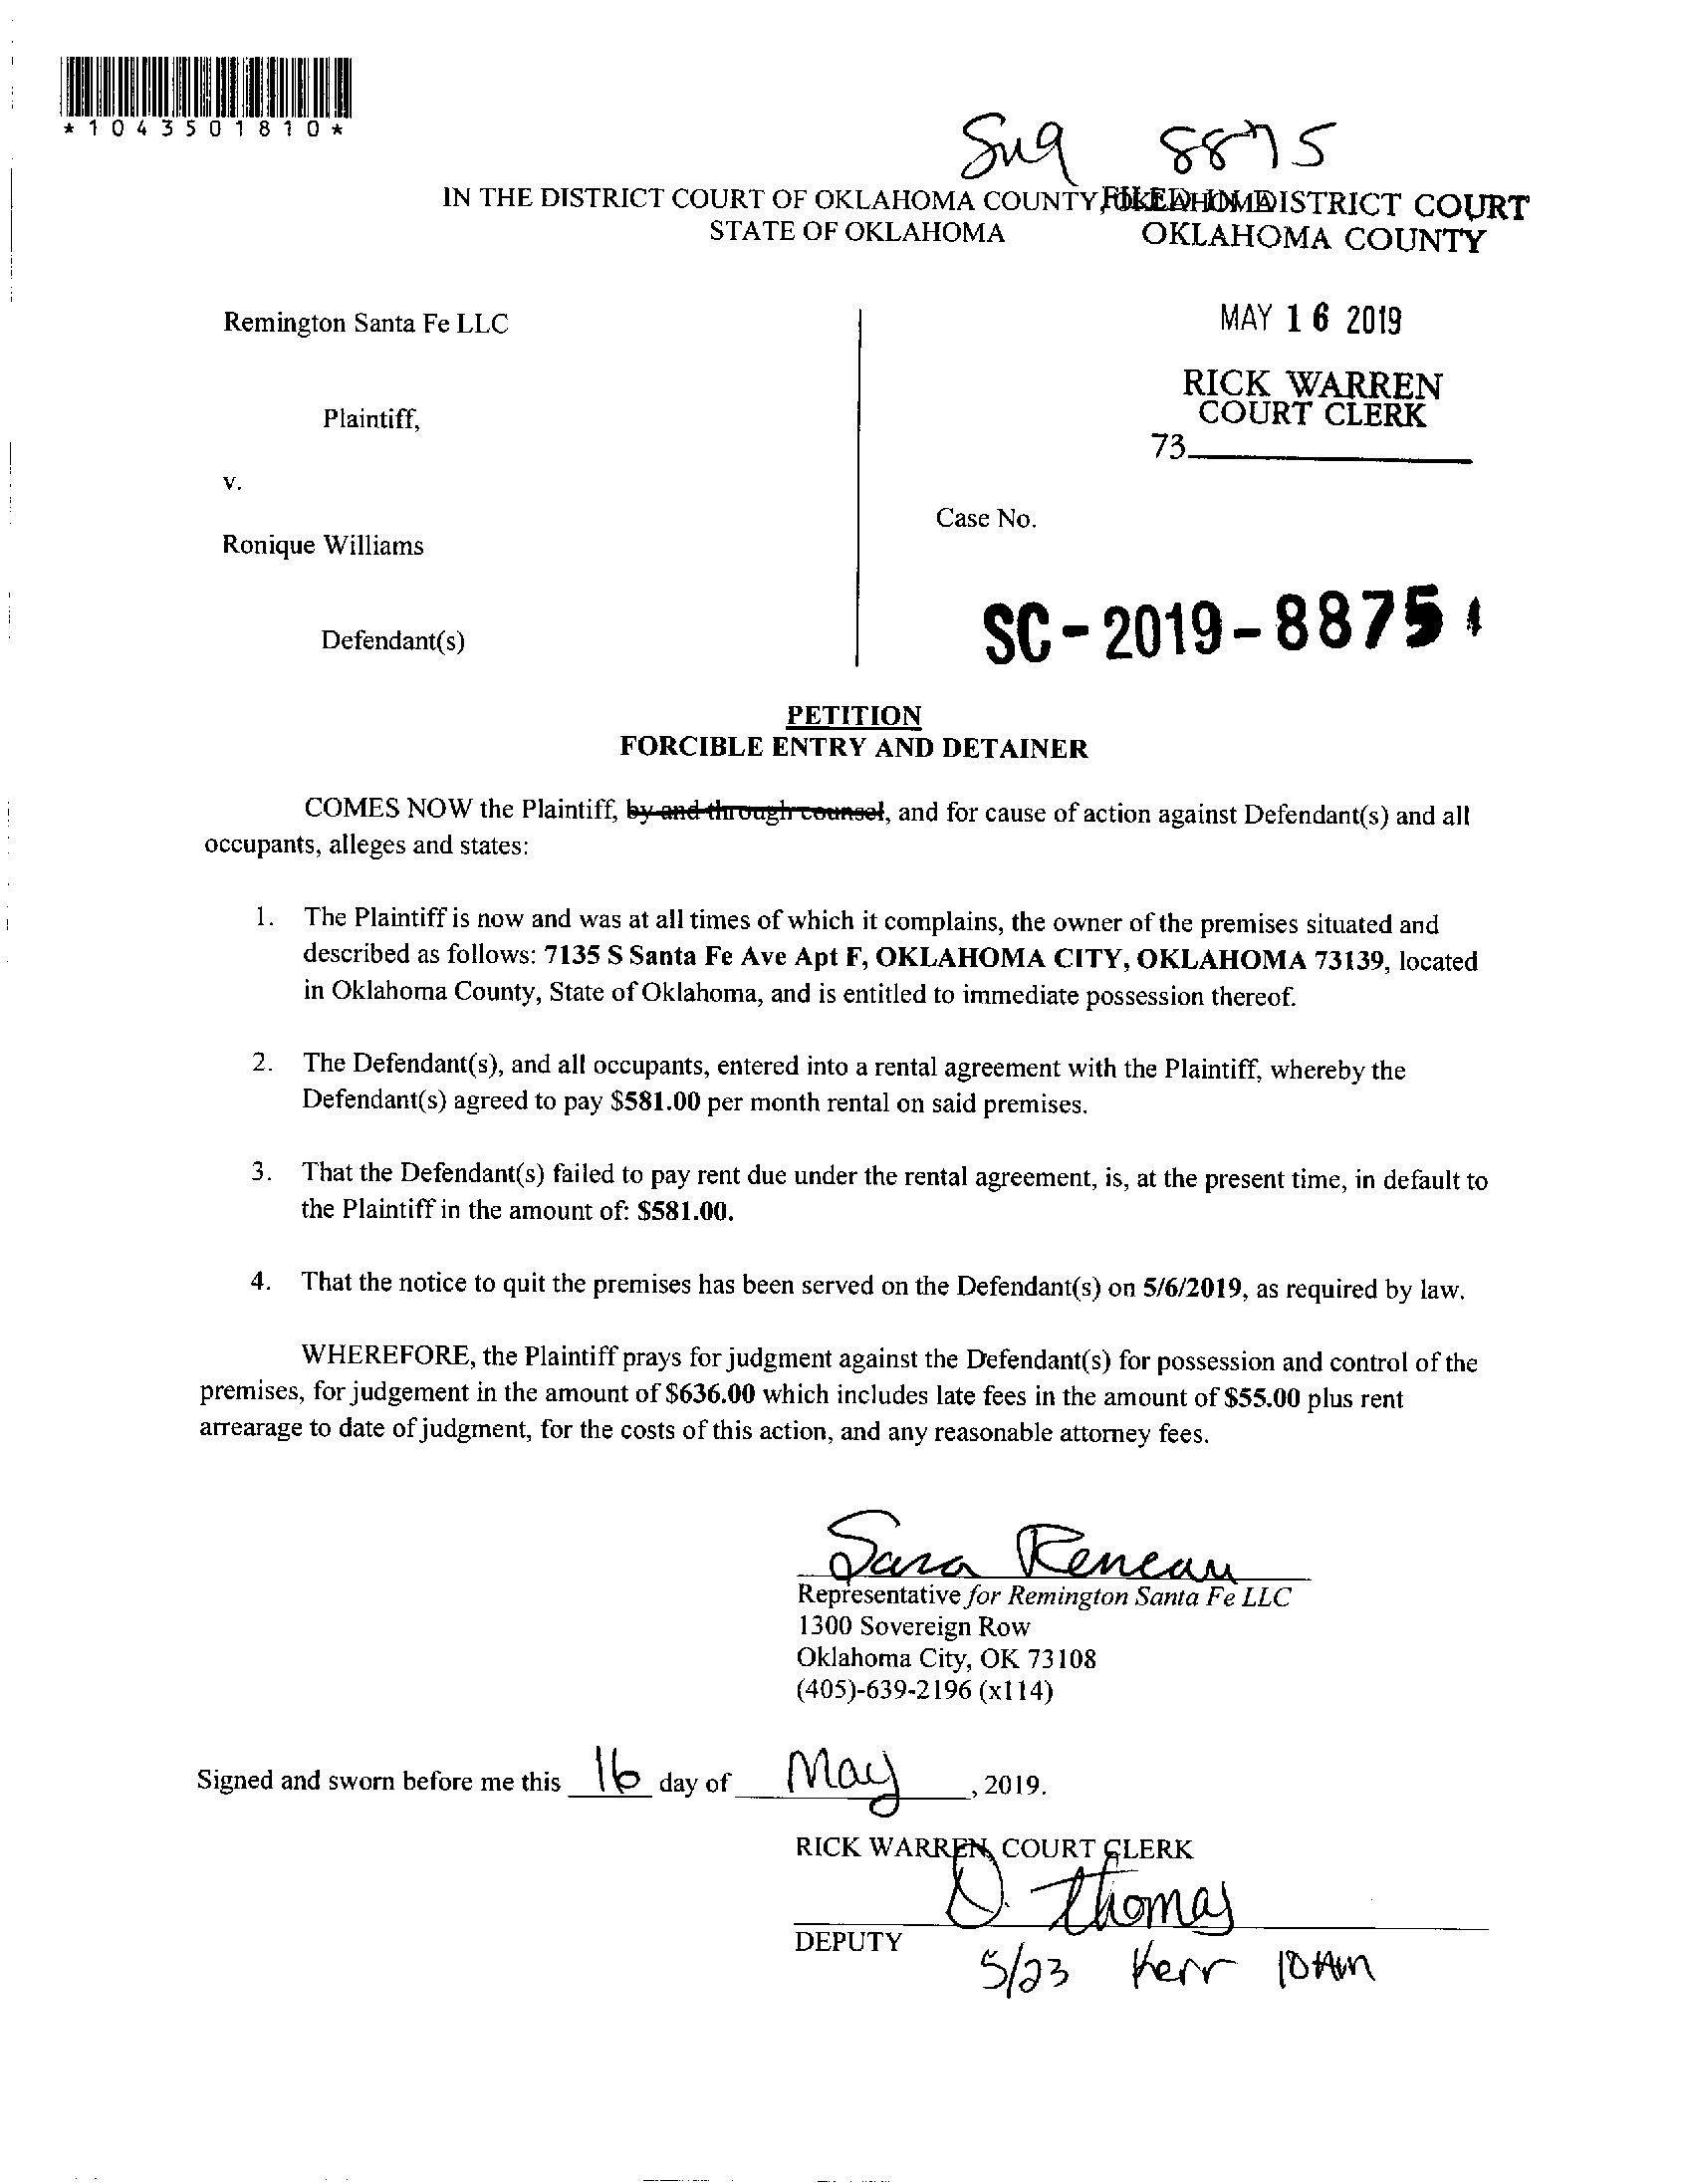 *1043501810*
8875
IN THE DISTRICT COURT OF OKLAHOMA COUNTY, OKLAHOMA
STATE OF OKLAHOMA
FILED IN DISTRICT COURT
OKLAHOMA COUNTY
MAY 16 2019
RICK WARREN
COURT CLERK
73
Remington Santa Fe LLC
Plaintiff,
v.
Ronique Williams
Defendant(s)
Case No.
SC-2019-8875
PETITION
FORCIBLE ENTRY AND DETAINER
COMES NOW the Plaintiff, by and through counsel, and for cause of action against Defendant(s) and all
occupants, alleges and states:
1. The Plaintiff is now and was at all times of which it complains, the owner of the premises situated and
described as follows: 7135 S Santa Fe Ave Apt F, OKLAHOMA CITY, OKLAHOMA 73139, located
in Oklahoma County, State of Oklahoma, and is entitled to immediate possession thereof.
2. The Defendant(s), and all occupants, entered into a rental agreement with the Plaintiff, whereby the
Defendant(s) agreed to pay $581.00 per month rental on said premises.
3. That the Defendant(s) failed to pay rent due under the rental agreement, is, at the present time, in default to
the Plaintiff in the amount of: $581.00.
4. That the notice to quit the premises has been served on the Defendant(s) on 5/6/2019, as required by law.
WHEREFORE, the Plaintiff prays for judgment against the Defendant(s) for possession and control of the
premises, for judgement in the amount of $636.00 which includes late fees in the amount of $55.00 plus rent
arrearage to date of judgment, for the costs of this action, and any reasonable attorney fees.
Sara Reneau
Representative for Remington Santa Fe LLC
1300 Sovereign Row
Oklahoma City, OK 73108
(405)-639-2196 (x114)
Signed and sworn before me this 16 day of May, 2019.
RICK WARREN, COURT CLERK
D. Thomas
DEPUTY
5/23 Kerr 10AM